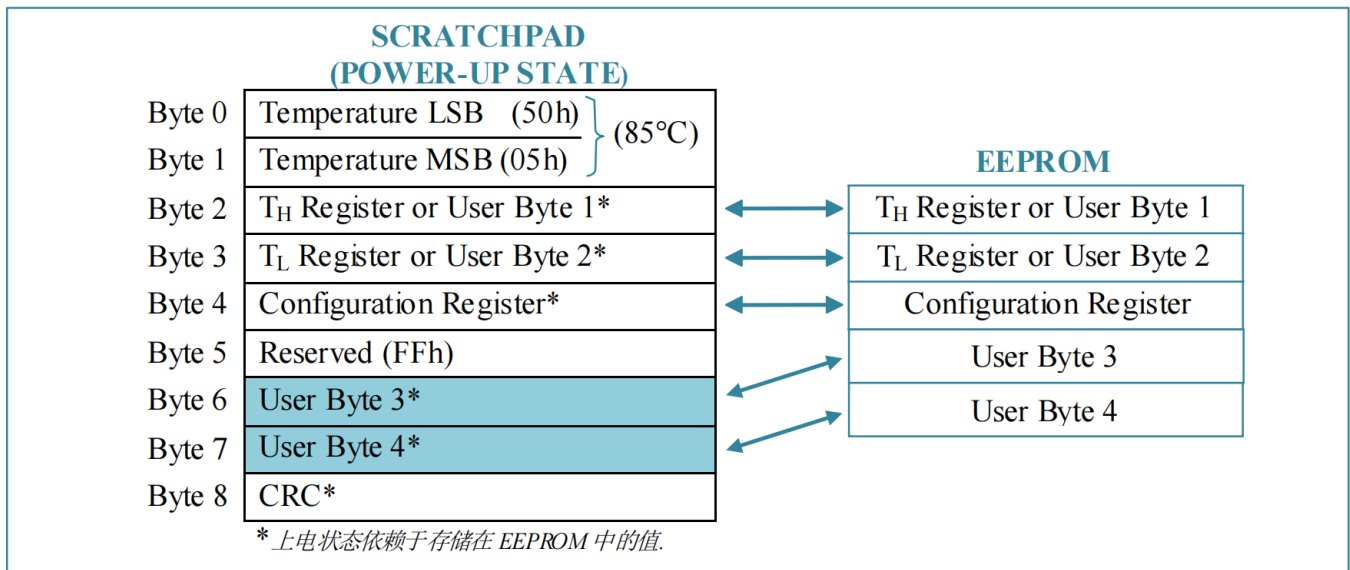 SCRATCHPAD
(POWER-UP STATE)
Byte 0 Temperature LSB (50h)
(85°C)
Byte 1 Temperature MSB (05h)
EEPROM
Byte 2 TH Register or User Byte 1* TH Register or User Byte 1
Byte 3 TL Register or User Byte 2* TL Register or User Byte 2
Byte 4 Configuration Register* Configuration Register
Byte 5 Reserved (FFh) User Byte 3
Byte 6 User Byte 3* User Byte 4
Byte 7 User Byte 4*
Byte 8 CRC*
* 上电状态依赖于存储在 EEPROM 中的值.